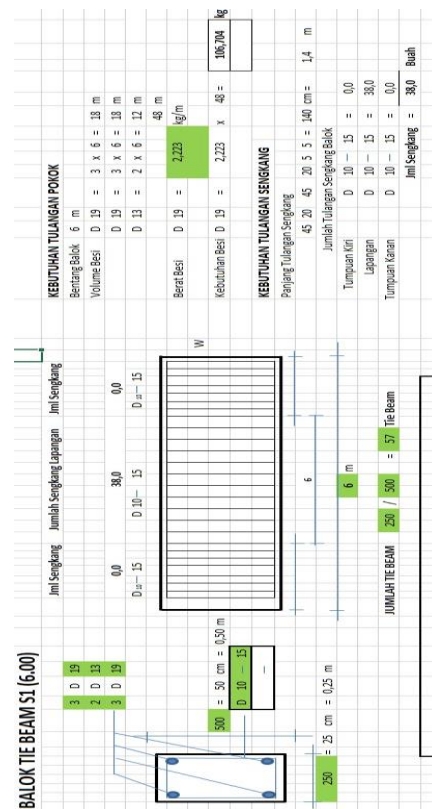 BALOK TIE BEAM S1 (6.00)
3 D 19
2 D 13
3 D 19
500 = 50 cm = 0,50 m
D 10 — 15
—
250 = 25 cm = 0,25 m
Jml Sengkang Jumlah Sengkang Lapangan Jml Sengkang
0,0 38,0 0,0
D 10 — 15 D 10 — 15 D 10 — 15
W
6
6 m
JUMLAH TIE BEAM 250 / 500 = 57 Tie Beam
KEBUTUHAN TULANGAN POKOK
Bentang Balok 6 m
Volume Besi D 19 = 3 x 6 = 18 m
D 19 = 3 x 6 = 18 m
D 13 = 2 x 6 = 12 m
48 m
Berat Besi D 19 = 2,223 kg/m
Kebutuhan Besi D 19 = 2,223 x 48 = 106,704 kg
KEBUTUHAN TULANGAN SENGKANG
Panjang Tulangan Sengkang
45 20 45 20 5 5 = 140 cm = 1,4 m
Jumlah Tulangan Sengkang Balok
Tumpuan Kiri D 10 — 15 = 0,0
Lapangan D 10 — 15 = 38,0
Tumpuan Kanan D 10 — 15 = 0,0
Jml Sengkang = 38,0 Buah